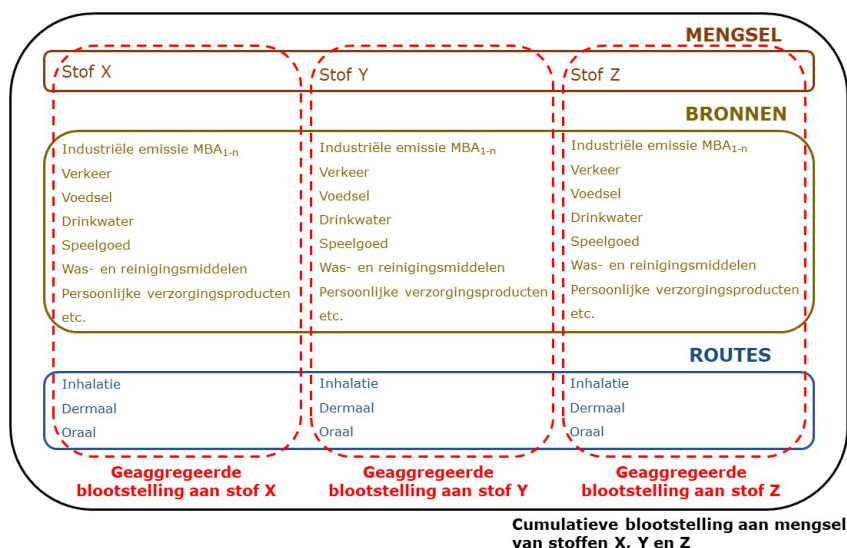 MENGSEL
Stof X
Stof Y
Stof Z
BRONNEN
Industriële emissie MBA1-n
Verkeer
Voedsel
Drinkwater
Speelgoed
Was- en reinigingsmiddelen
Persoonlijke verzorgingsproducten
etc.
Industriële emissie MBA1-n
Verkeer
Voedsel
Drinkwater
Speelgoed
Was- en reinigingsmiddelen
Persoonlijke verzorgingsproducten
etc.
Industriële emissie MBA1-n
Verkeer
Voedsel
Drinkwater
Speelgoed
Was- en reinigingsmiddelen
Persoonlijke verzorgingsproducten
etc.
ROUTES
Inhalatie
Dermaal
Oraal
Inhalatie
Dermaal
Oraal
Inhalatie
Dermaal
Oraal
Geaggregeerde
blootstelling aan stof X
Geaggregeerde
blootstelling aan stof Y
Geaggregeerde
blootstelling aan stof Z
Cumulatieve blootstelling aan mengsel
van stoffen X, Y en Z